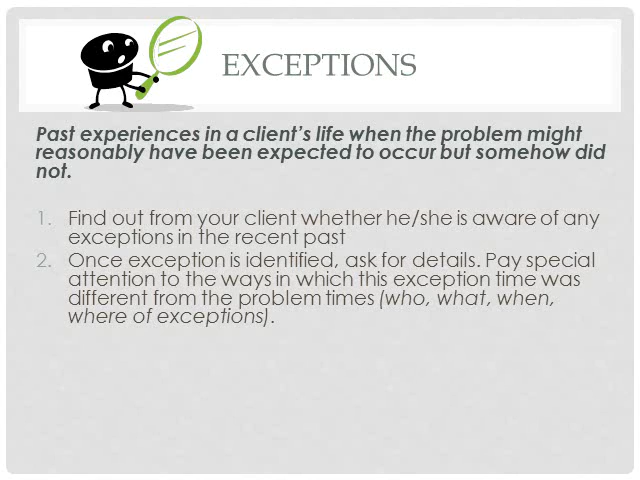 EXCEPTIONS
Past experiences in a client’s life when the problem might
reasonably have been expected to occur but somehow did
not.
1. Find out from your client whether he/she is aware of any
exceptions in the recent past
2. Once exception is identified, ask for details. Pay special
attention to the ways in which this exception time was
different from the problem times (who, what, when,
where of exceptions).